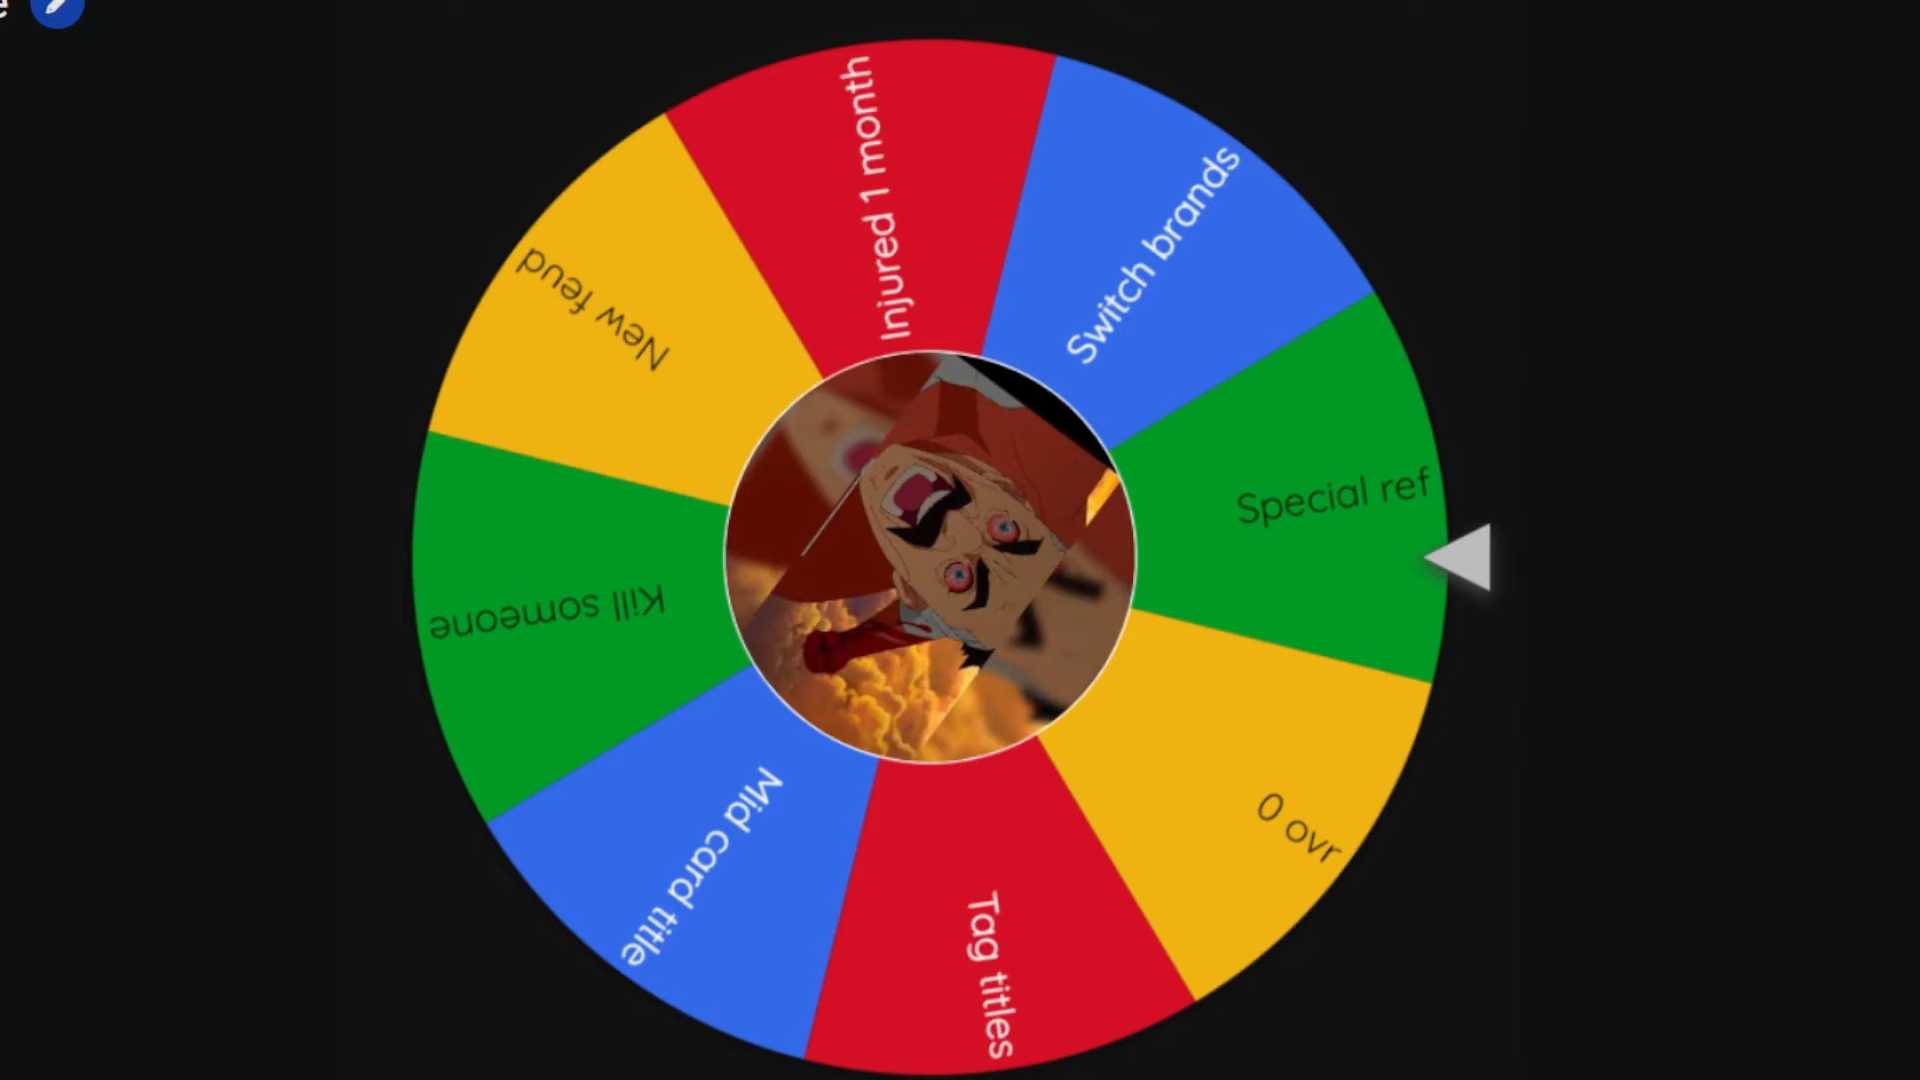 e
Injured 1 month
Switch brands
Special ref
0 ovr
Tag titles
Mid card title
Kill someone
New feud